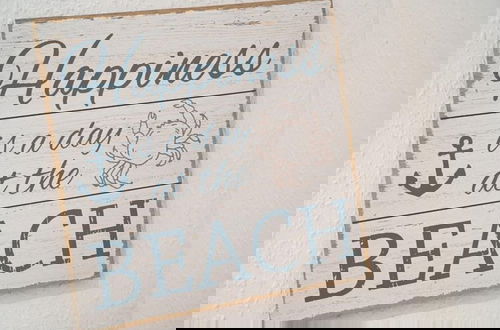 Happiness
is a day
at the
BEACH